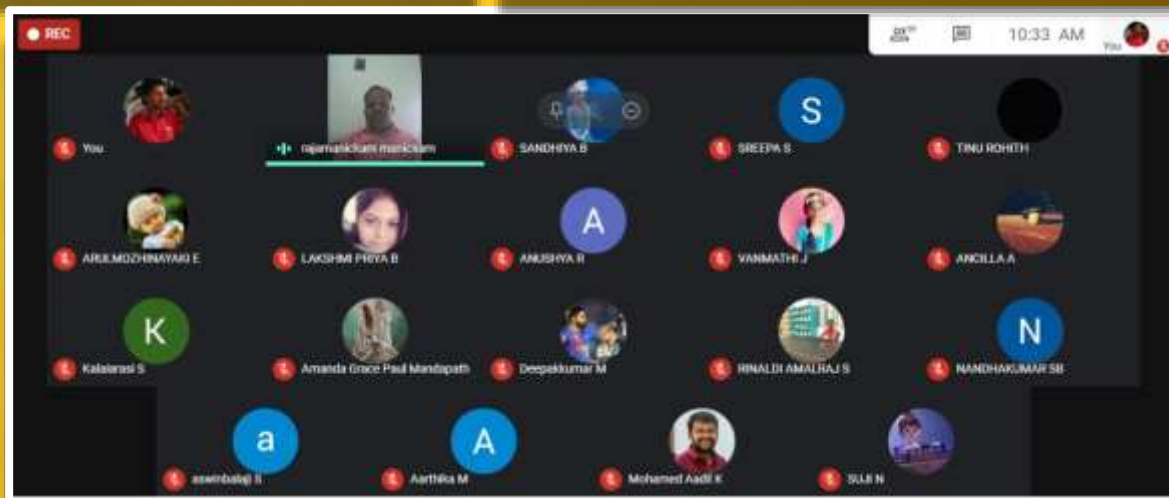 REC
10:33 AM
You
You
rajamanickam manickam
SANDHIYA B
S
SREEPA S
TINU ROHITH
ARULMOZHINAYAKI E
LAKSHMI PRIYA B
A
ANUSHYA R
VANMATHI J
ANCILLA A
K
Kalaiarasi S
Amanda Grace Paul Mandapath
Deepakkumar M
RINALDI AMALRAJ S
N
NANDHAKUMAR SB
a
aswinbalaji S
A
Aarthika M
Mohamed Aadil K
SUJI N